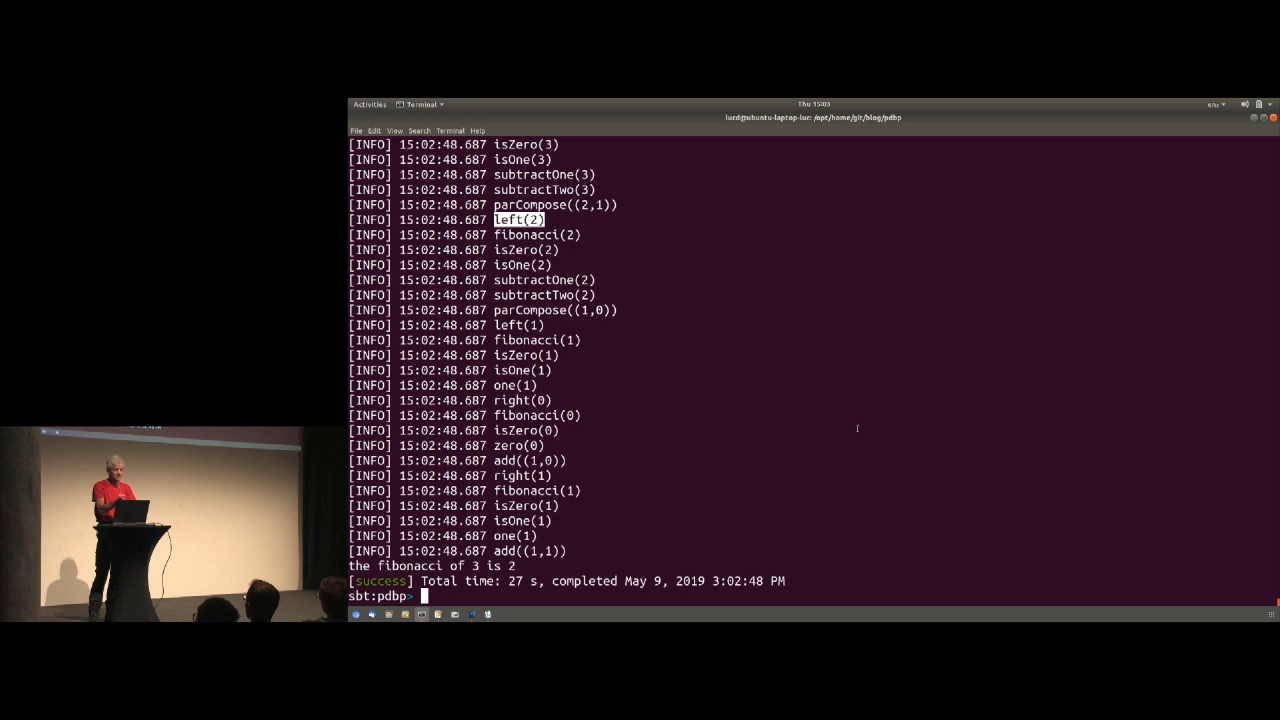 Activities Terminal Thu 15:03 en₁
lucd@ubuntu-laptop-luc: /opt/home/git/blog/pdbp
File Edit View Search Terminal Help
[INFO] 15:02:48.687 isZero(3)
[INFO] 15:02:48.687 isOne(3)
[INFO] 15:02:48.687 subtractOne(3)
[INFO] 15:02:48.687 subtractTwo(3)
[INFO] 15:02:48.687 parCompose((2,1))
[INFO] 15:02:48.687 left(2)
[INFO] 15:02:48.687 fibonacci(2)
[INFO] 15:02:48.687 isZero(2)
[INFO] 15:02:48.687 isOne(2)
[INFO] 15:02:48.687 subtractOne(2)
[INFO] 15:02:48.687 subtractTwo(2)
[INFO] 15:02:48.687 parCompose((1,0))
[INFO] 15:02:48.687 left(1)
[INFO] 15:02:48.687 fibonacci(1)
[INFO] 15:02:48.687 isZero(1)
[INFO] 15:02:48.687 isOne(1)
[INFO] 15:02:48.687 one(1)
[INFO] 15:02:48.687 right(0)
[INFO] 15:02:48.687 fibonacci(0)
[INFO] 15:02:48.687 isZero(0)
[INFO] 15:02:48.687 zero(0)
[INFO] 15:02:48.687 add((1,0))
[INFO] 15:02:48.687 right(1)
[INFO] 15:02:48.687 fibonacci(1)
[INFO] 15:02:48.687 isZero(1)
[INFO] 15:02:48.687 isOne(1)
[INFO] 15:02:48.687 one(1)
[INFO] 15:02:48.687 add((1,1))
the fibonacci of 3 is 2
[success] Total time: 27 s, completed May 9, 2019 3:02:48 PM
sbt:pdbp>